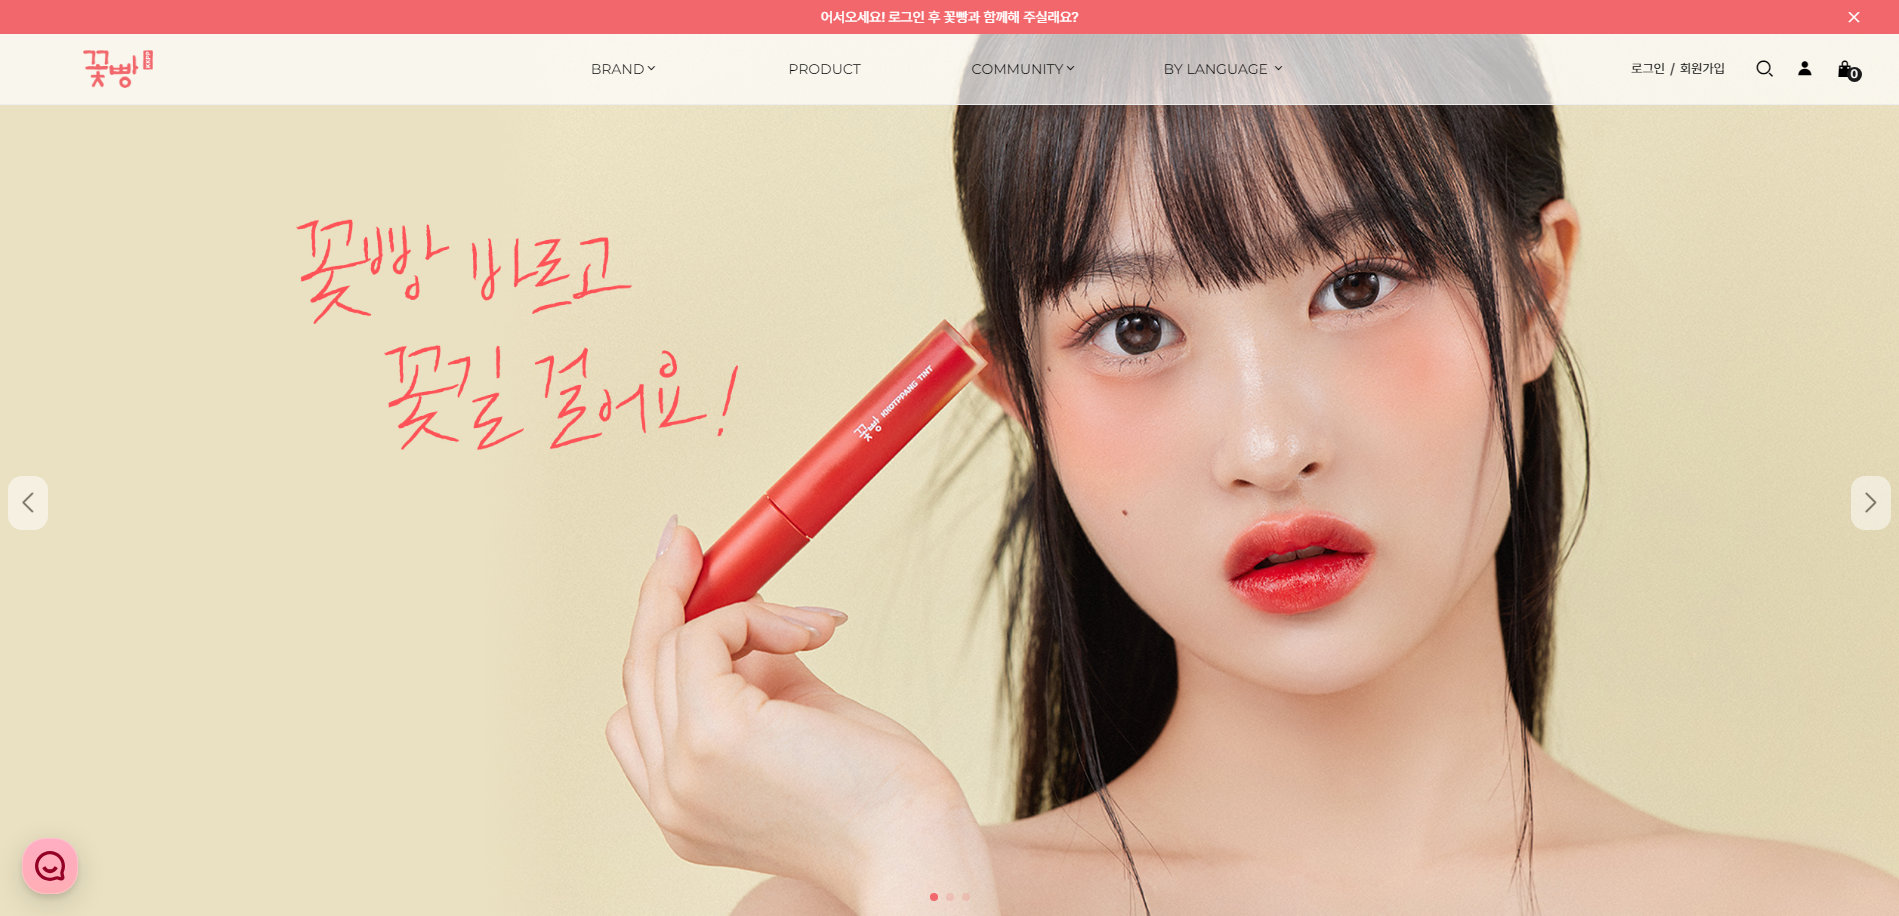 어서오세요! 로그인 후 꽃빵과 함께해 주실래요?
꽃빵
BRAND
PRODUCT
COMMUNITY
BY LANGUAGE
로그인 / 회원가입
0
꽃빵 바르고
꽃길 걸어요!
꽃빵 KKOTPPANG TINT